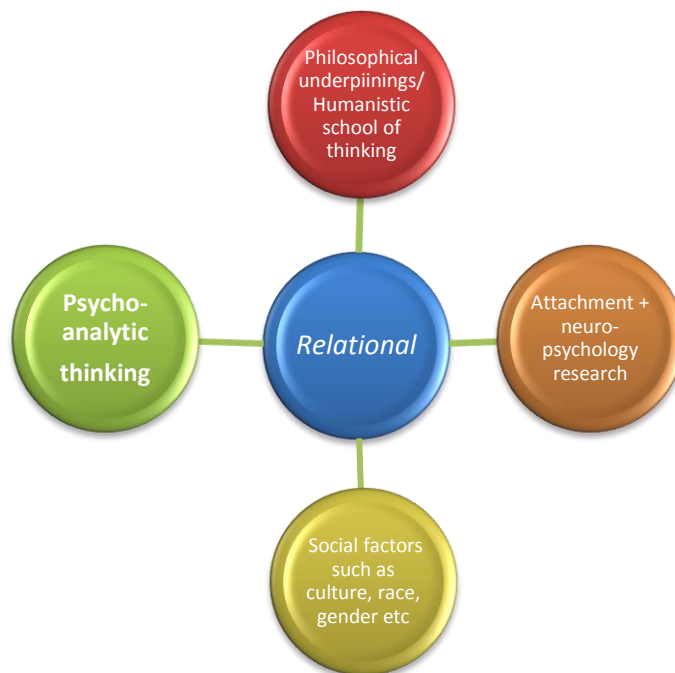 Philosophical
underpiinings/
Humanistic
school of
thinking
Psycho-
analytic
thinking
Relational
Attachment +
neuro-
psychology
research
Social factors
such as
culture, race,
gender etc